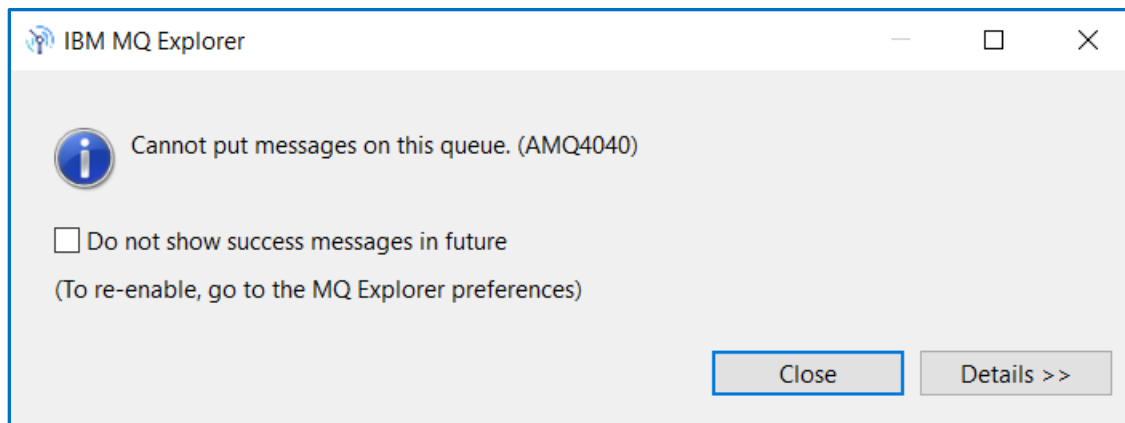 IBM MQ Explorer
Cannot put messages on this queue. (AMQ4040)
Do not show success messages in future
(To re-enable, go to the MQ Explorer preferences)
Close
Details >>